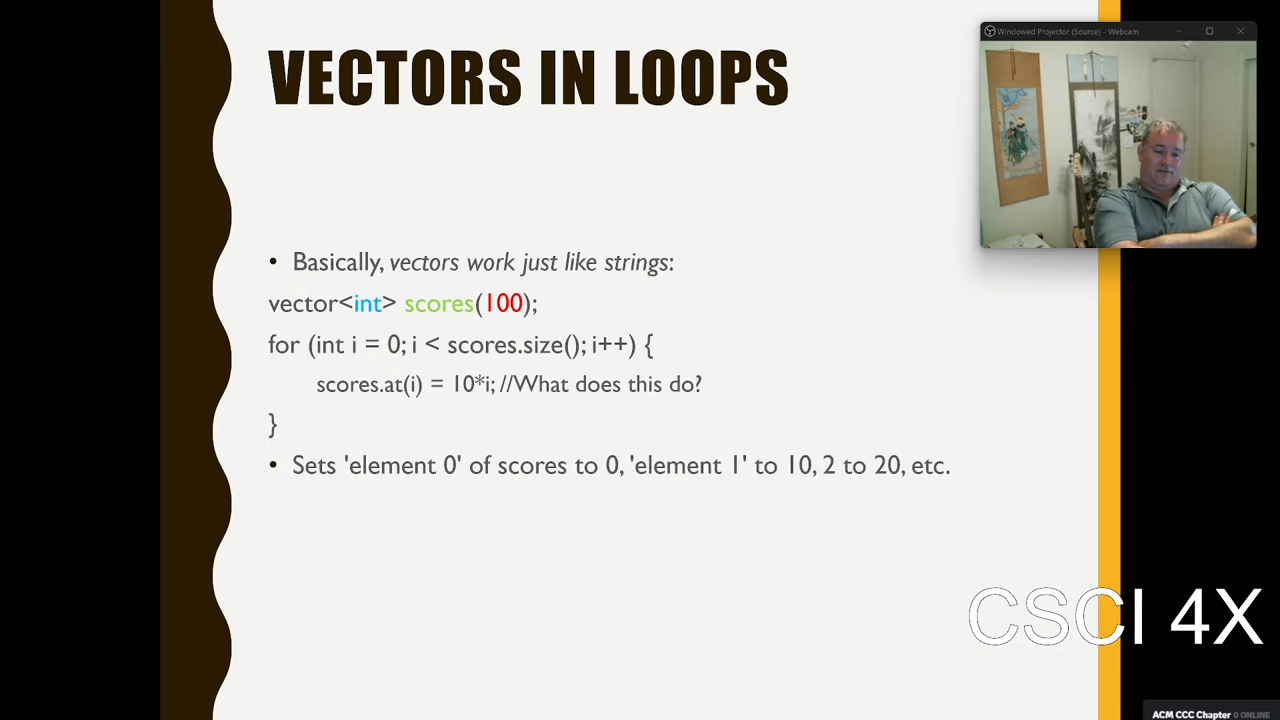 VECTORS IN LOOPS
Windowed Projector (Source) - Webcam
• Basically, vectors work just like strings:
vector<int> scores(100);
for (int i = 0; i < scores.size(); i++) {
scores.at(i) = 10*i; //What does this do?
}
• Sets 'element 0' of scores to 0, 'element 1' to 10, 2 to 20, etc.
CSCI 4X
ACM CCC Chapter 0 ONLINE